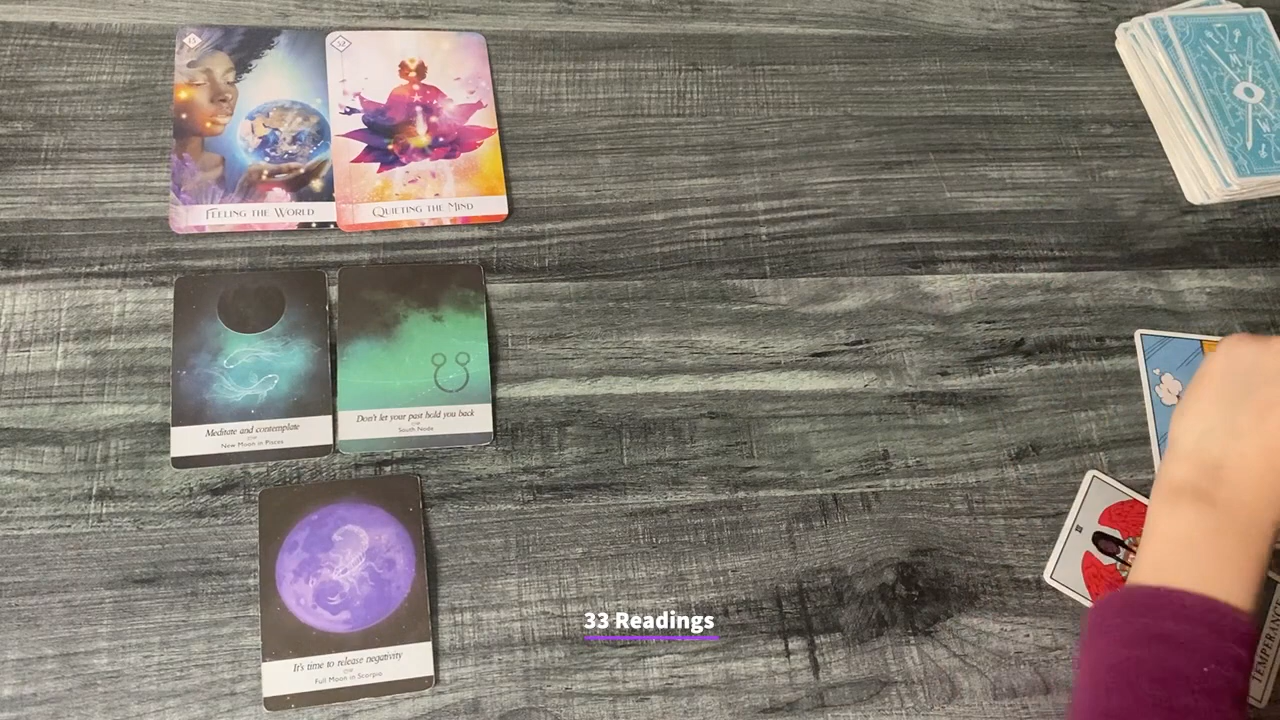 FEELING THE WORLD
52
QUIETING THE MIND
Meditate and contemplate
New Moon in Pisces
Don't let your past hold you back
South Node
It's time to release negativity
Full Moon in Scorpio
33 Readings